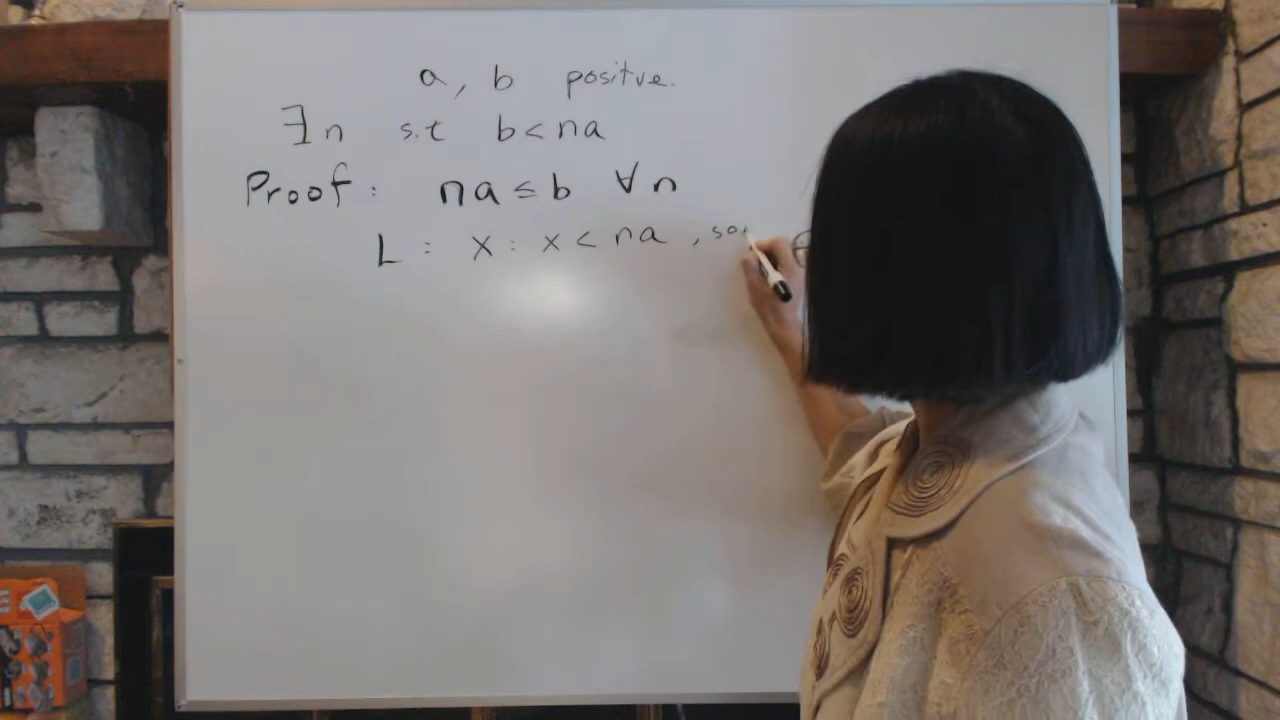 a, b positve.
∃n s.t b<na
Proof: na≤b ∀n
L: x: x<na, so